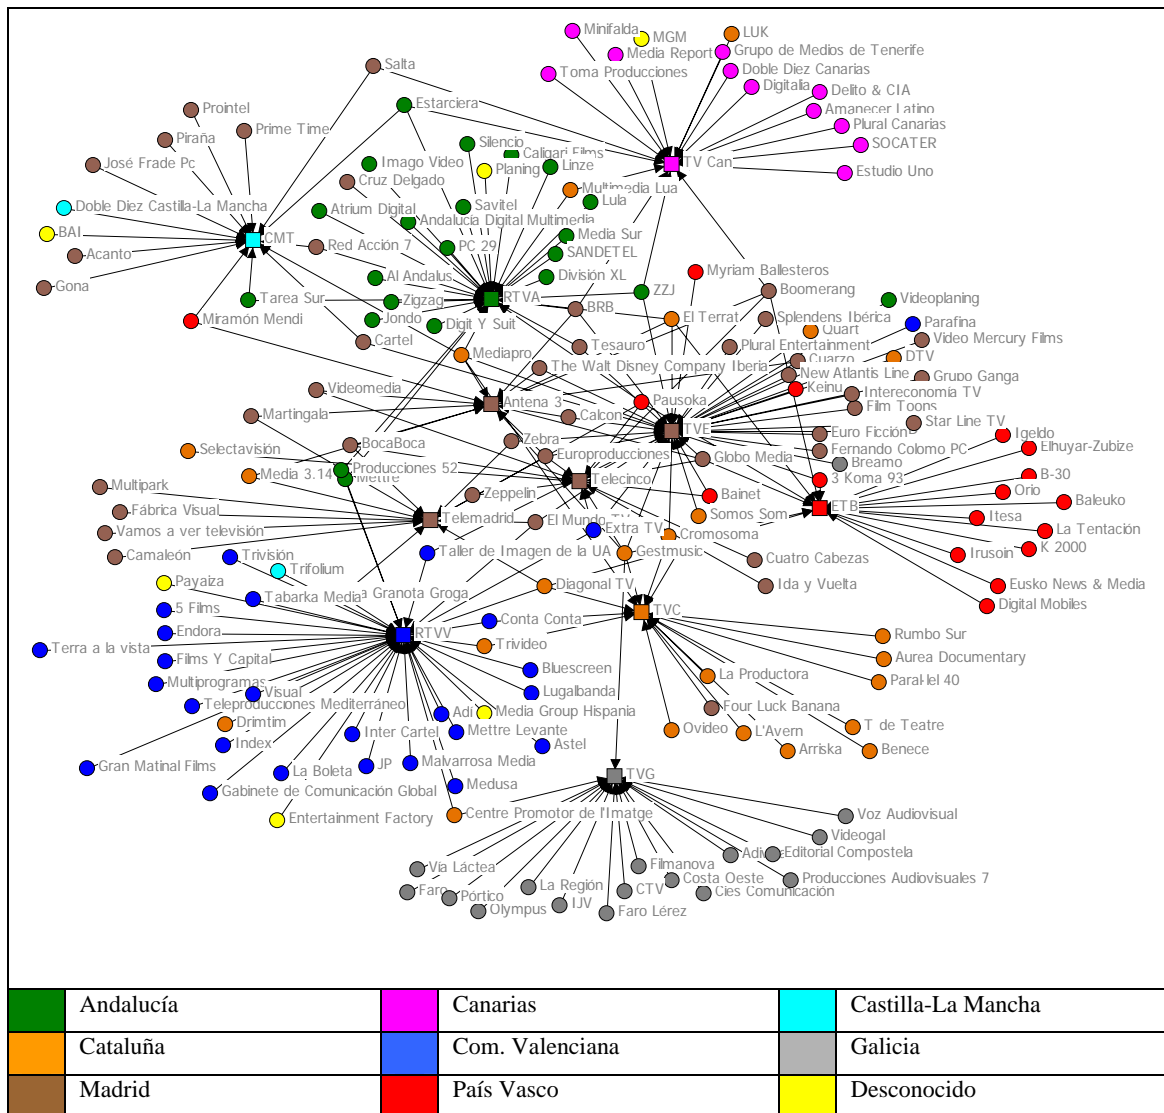 Minifalda
MGM
LUK
Media Report
Grupo de Medios de Tenerife
Salta
Toma Producciones
Doble Diez Canarias
Digitalia
Delito & CIA
Estarciera
Prointel
Amanecer Latino
Prime Time
Plural Canarias
Piraña
Silencio
SOCATER
Caligari Films
José Frade Pc
Imago Video
Linze
TV Can
Planing
Estudio Uno
Cruz Delgado
Multimedia Lua
Lula
Doble Diez Castilla-La Mancha
Savitel
Atrium Digital
Andalucía Digital Multimedia
BAI
CMT
Media Sur
Red Acción 7
PC 29
SANDETEL
Acanto
Myriam Ballesteros
Al Andalus
División XL
Gona
ZZJ
Boomerang
Tarea Sur
Zigzag
RTVA
Videoplaning
BRB
Miramón Mendi
Jondo
Digit Y Suit
El Terrat
Splendens Ibérica
Parafina
Quart
Cartel
Tesauro
Plural Entertainment
Video Mercury Films
Mediapro
Cuarzo
DTV
The Walt Disney Company Iberia
New Atlantis Line
Grupo Ganga
Videomedia
Keinu
Intereconomía TV
Antena 3
Pausoka
Film Toons
Martingala
Calcon
Star Line TV
TVE
Euro Ficción
Igeldo
BocaBoca
Zebra
Selectavisión
Europroducciones
Fernando Colomo PC
Elhuyar-Zubize
Globo Media
Breamo
Producciones 52
Media 3.14
Mettre
Telecinco
3 Koma 93
B-30
Multipark
Zeppelin
Bainet
Orio
Baleuko
Fábrica Visual
Telemadrid
El Mundo TV
Somos Som
ETB
Itesa
Vamos a ver televisión
Extra TV
La Tentación
Cromosoma
Camaleón
Trivisión
Taller de Imagen de la UA
Gestmusic
Cuatro Cabezas
Irusoin
K 2000
Trifolium
Payaiza
Diagonal TV
Ida y Vuelta
Eusko News & Media
Tabarka Media
a Granota Groga
5 Films
TVC
Digital Mobiles
Conta Conta
Endora
RTVV
Rumbo Sur
Terra a la vista
Trivideo
Films Y Capital
Aurea Documentary
Bluescreen
La Productora
Multiprogramas
Paral·lel 40
Visual
Lugalbanda
Teleproducciones Mediterráneo
Four Luck Banana
Adí
Media Group Hispania
Drimtim
T de Teatre
Inter Cartel
Mettre Levante
Ovideo
L'Avern
Index
Astel
Arriska
Benece
Gran Matinal Films
La Boleta
JP
Malvarrosa Media
TVG
Gabinete de Comunicación Global
Medusa
Entertainment Factory
Centre Promotor de l'Imatge
Voz Audiovisual
Videogal
Editorial Compostela
Vía Láctea
Filmanova
Costa Oeste
Producciones Audiovisuales 7
Faro
Pórtico
La Región
CTV
Cies Comunicación
Olympus
IJV
Faro Lérez
Andalucía
Canarias
Castilla-La Mancha
Cataluña
Com. Valenciana
Galicia
Madrid
País Vasco
Desconocido